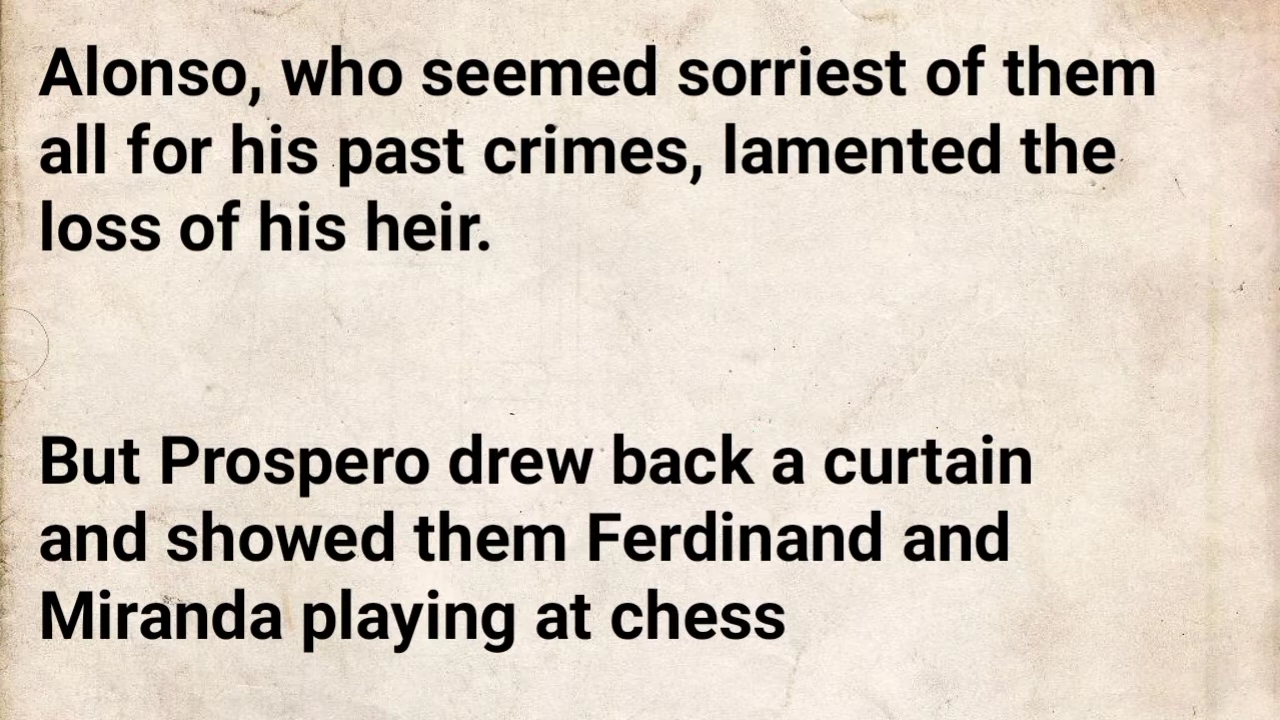 Alonso, who seemed sorriest of them
all for his past crimes, lamented the
loss of his heir.
But Prospero drew back a curtain
and showed them Ferdinand and
Miranda playing at chess